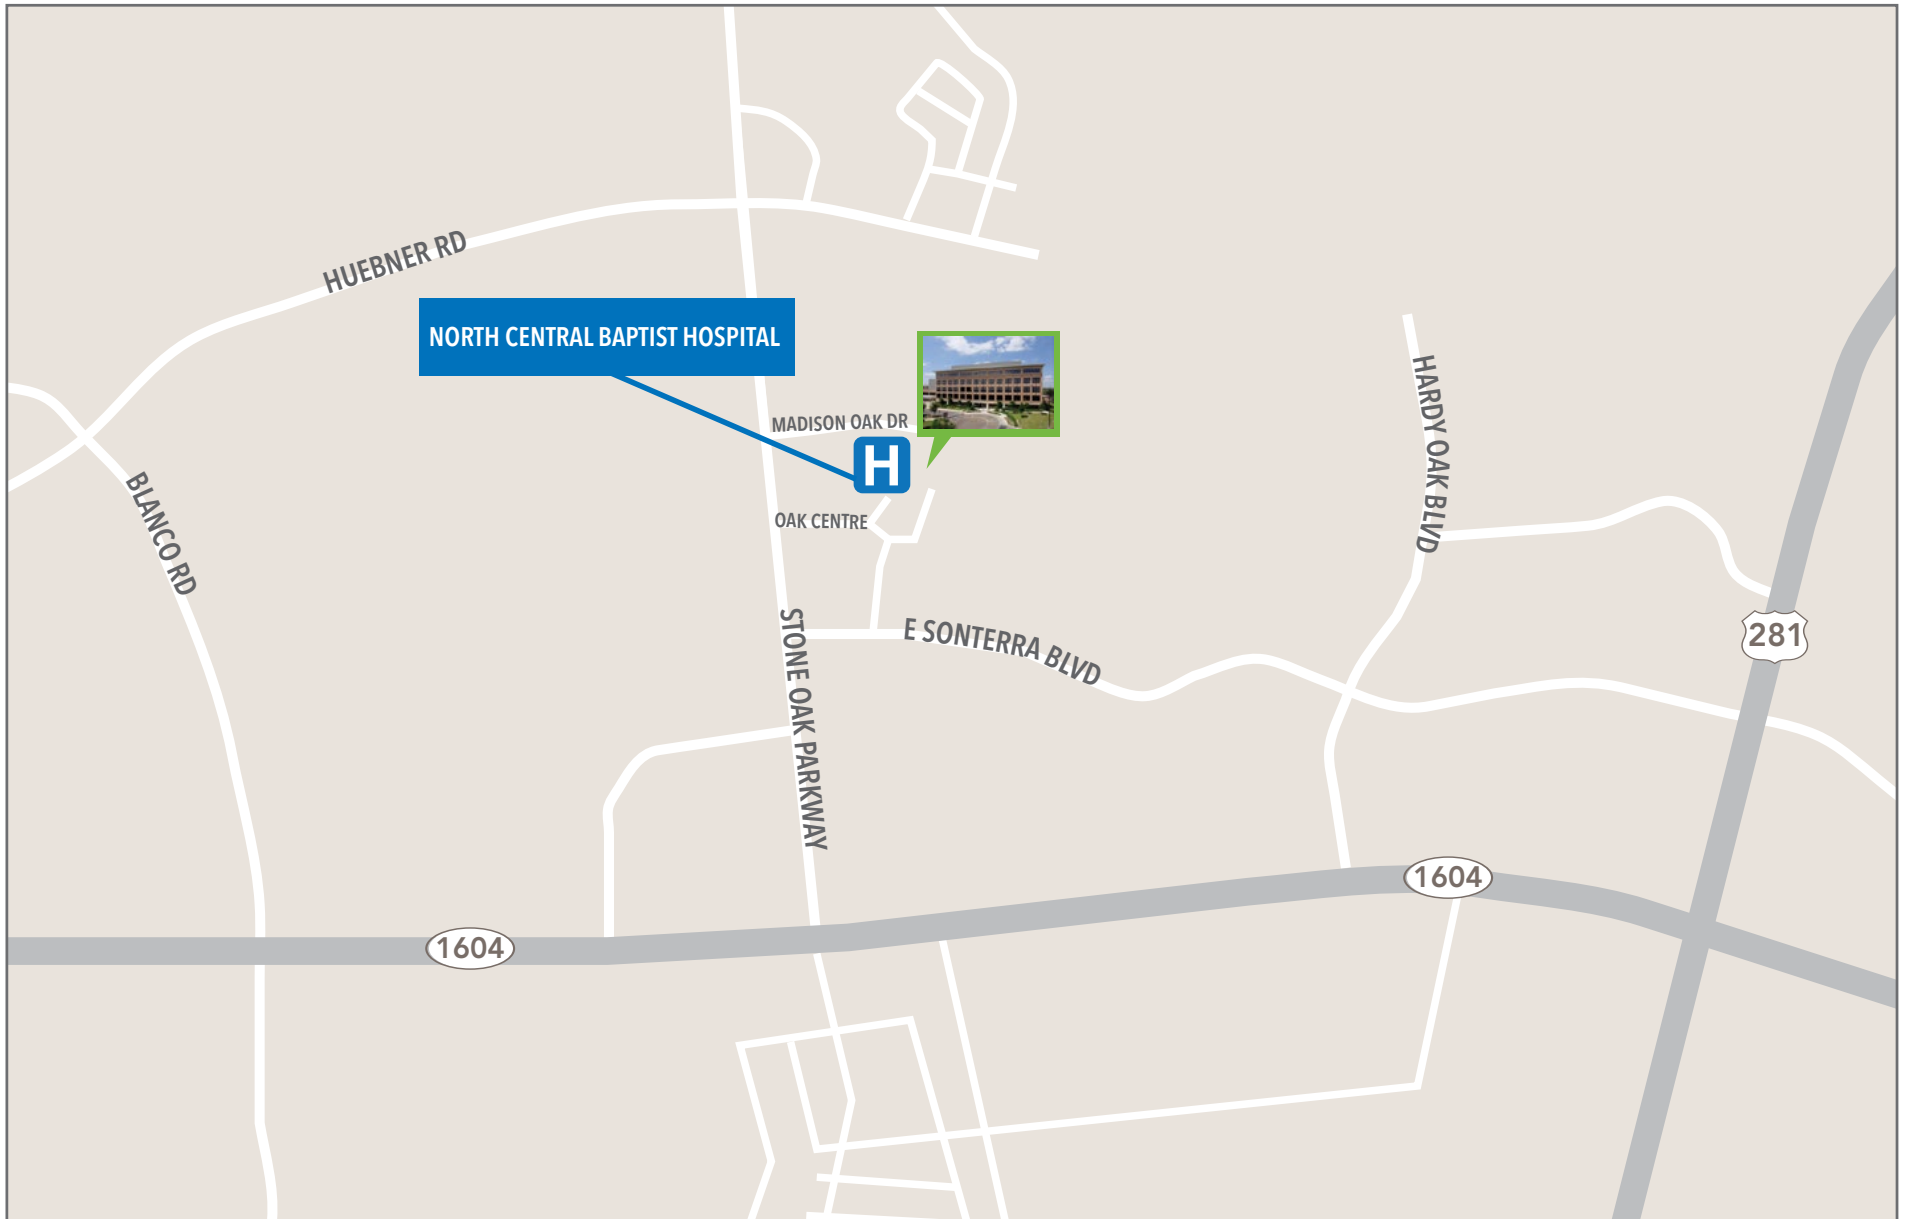 HUEBNER RD
NORTH CENTRAL BAPTIST HOSPITAL
MADISON OAK DR
H
HARDY OAK BLVD
BLANCO RD
OAK CENTRE
STONE OAK PARKWAY
E SONTERRA BLVD
281
1604
1604